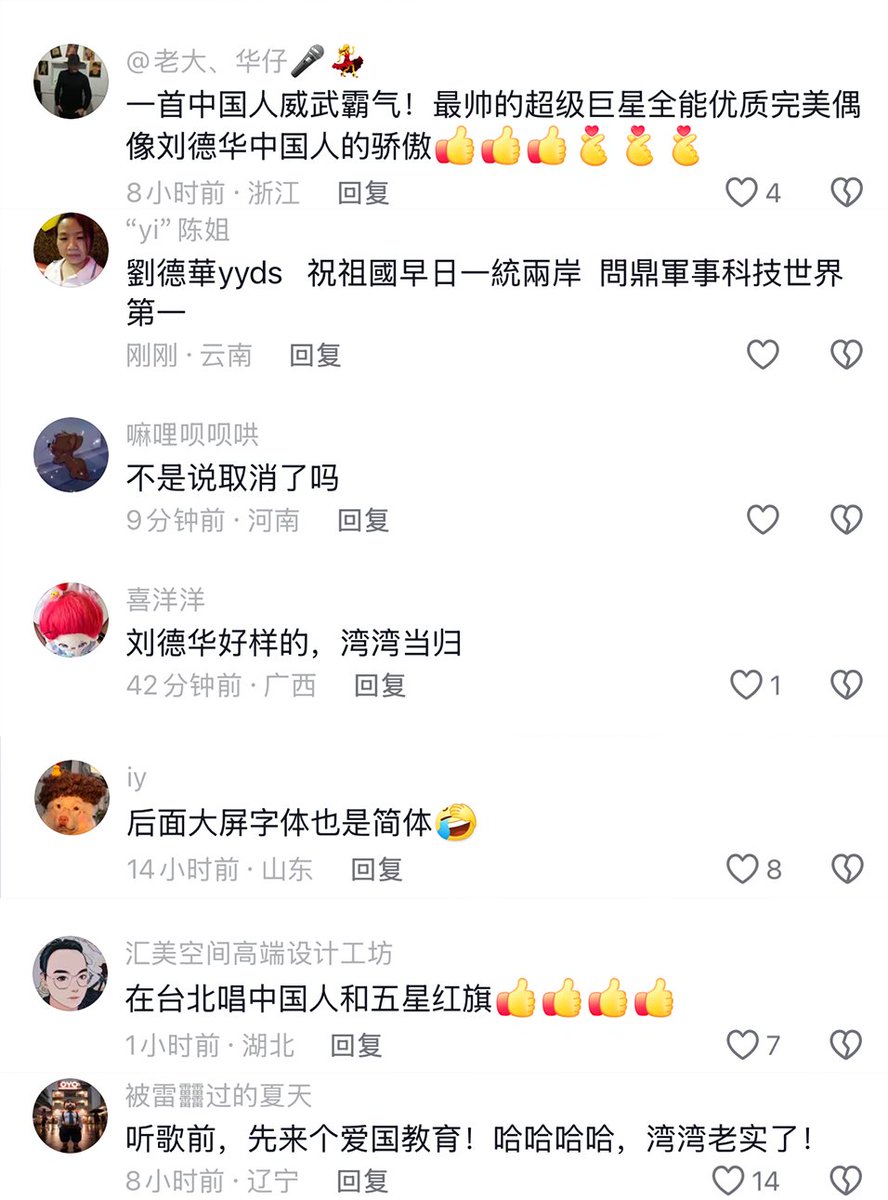 @老大、华仔🎤💃
一首中国人威武霸气！最帅的超级巨星全能优质完美偶
像刘德华中国人的骄傲👍👍👍🫰🫰🫰
8小时前·浙江 回复 4
“yi”陈姐
劉德華yyds 祝祖國早日一統兩岸 問鼎軍事科技世界
第一
刚刚·云南 回复
嘛哩呗呗哄
不是说取消了吗
9分钟前·河南 回复
喜洋洋
刘德华好样的，湾湾当归
42分钟前·广西 回复 1
iy
后面大屏字体也是简体🤣
14小时前·山东 回复 8
汇美空间高端设计工坊
在台北唱中国人和五星红旗👍👍👍👍
1小时前·湖北 回复 7
被雷䨻过的夏天
听歌前，先来个爱国教育！哈哈哈哈，湾湾老实了！
8小时前·辽宁 回复 14